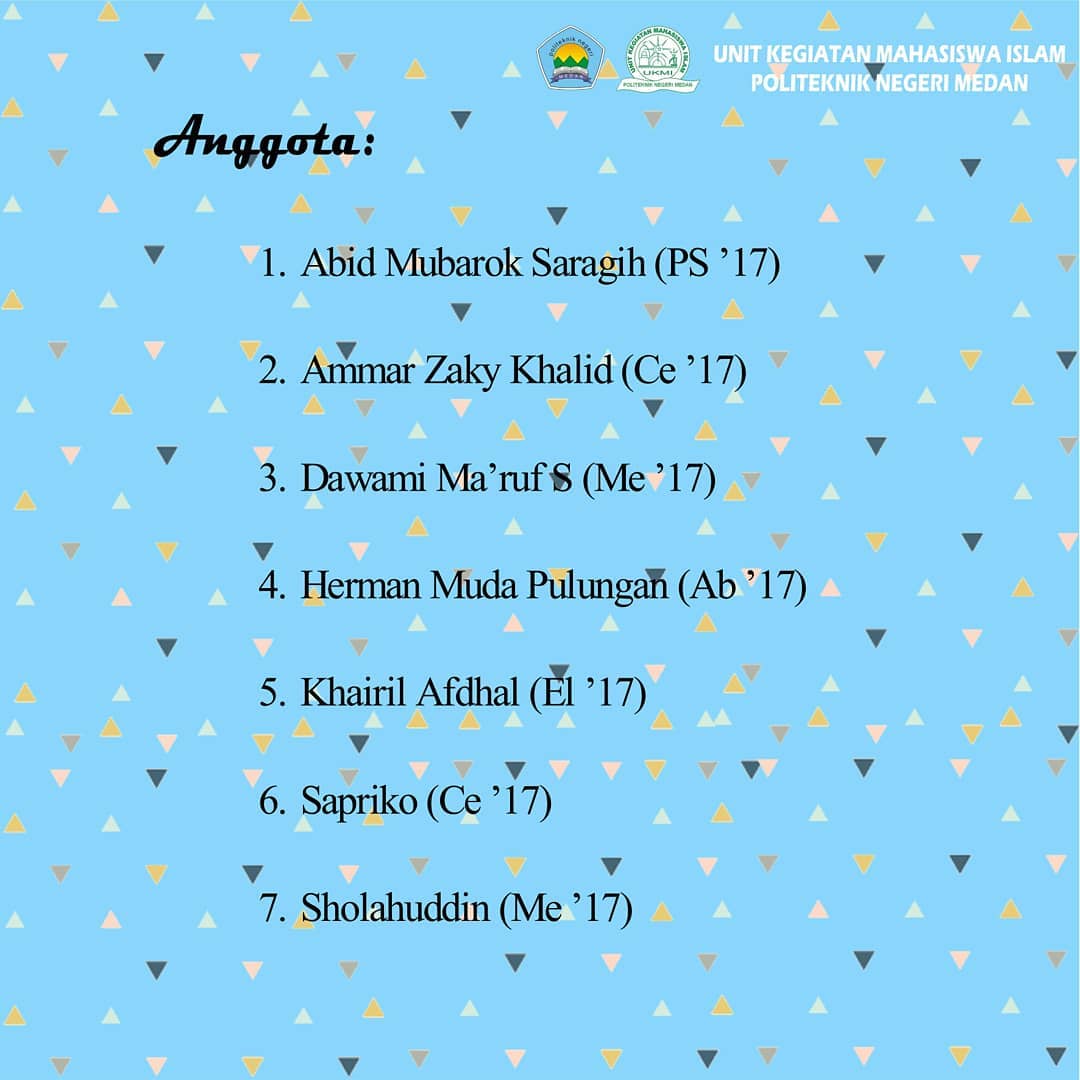 politeknik negeri
MEDAN
UNIT KEGIATAN MAHASISWA ISLAM
UKMI
POLITEKNIK NEGERI MEDAN
UNIT KEGIATAN MAHASISWA ISLAM
POLITEKNIK NEGERI MEDAN
Anggota:
1. Abid Mubarok Saragih (PS ’17)
2. Ammar Zaky Khalid (Ce ’17)
3. Dawami Ma’ruf S (Me ’17)
4. Herman Muda Pulungan (Ab ’17)
5. Khairil Afdhal (El ’17)
6. Sapriko (Ce ’17)
7. Sholahuddin (Me ’17)